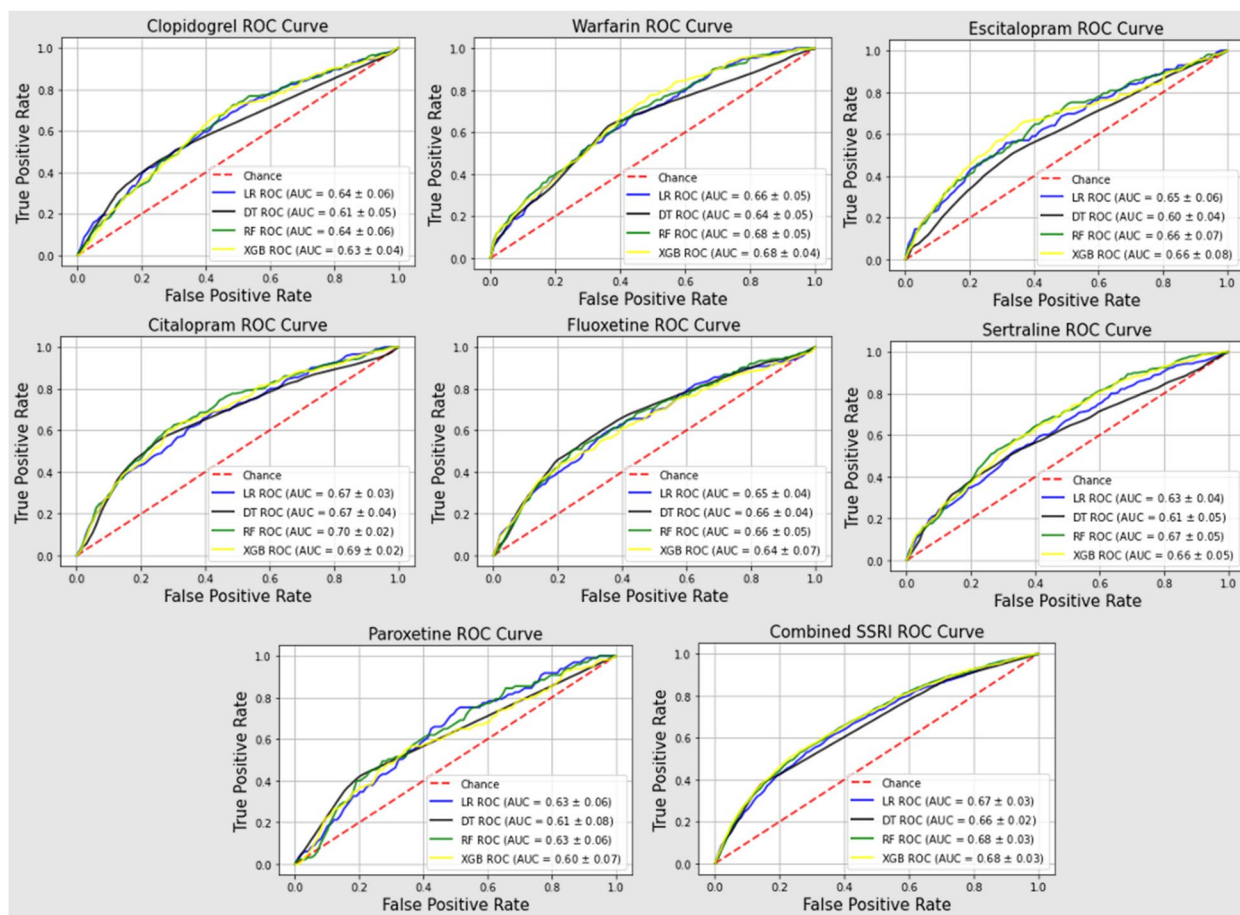 Clopidogrel ROC Curve
True Positive Rate
1.0
0.8
0.6
0.4
0.2
0.0
Chance
LR ROC (AUC = 0.64 ± 0.06)
DT ROC (AUC = 0.61 ± 0.05)
RF ROC (AUC = 0.64 ± 0.06)
XGB ROC (AUC = 0.63 ± 0.04)
0.0 0.2 0.4 0.6 0.8 1.0
False Positive Rate
Warfarin ROC Curve
True Positive Rate
1.0
0.8
0.6
0.4
0.2
0.0
Chance
LR ROC (AUC = 0.66 ± 0.05)
DT ROC (AUC = 0.64 ± 0.05)
RF ROC (AUC = 0.68 ± 0.05)
XGB ROC (AUC = 0.68 ± 0.04)
0.0 0.2 0.4 0.6 0.8 1.0
False Positive Rate
Escitalopram ROC Curve
True Positive Rate
1.0
0.8
0.6
0.4
0.2
0.0
Chance
LR ROC (AUC = 0.65 ± 0.06)
DT ROC (AUC = 0.60 ± 0.04)
RF ROC (AUC = 0.66 ± 0.07)
XGB ROC (AUC = 0.66 ± 0.08)
0.0 0.2 0.4 0.6 0.8 1.0
False Positive Rate
Citalopram ROC Curve
True Positive Rate
1.0
0.8
0.6
0.4
0.2
0.0
Chance
LR ROC (AUC = 0.67 ± 0.03)
DT ROC (AUC = 0.67 ± 0.04)
RF ROC (AUC = 0.70 ± 0.02)
XGB ROC (AUC = 0.69 ± 0.02)
0.0 0.2 0.4 0.6 0.8 1.0
False Positive Rate
Fluoxetine ROC Curve
True Positive Rate
1.0
0.8
0.6
0.4
0.2
0.0
Chance
LR ROC (AUC = 0.65 ± 0.04)
DT ROC (AUC = 0.66 ± 0.04)
RF ROC (AUC = 0.66 ± 0.05)
XGB ROC (AUC = 0.64 ± 0.07)
0.0 0.2 0.4 0.6 0.8 1.0
False Positive Rate
Sertraline ROC Curve
True Positive Rate
1.0
0.8
0.6
0.4
0.2
0.0
Chance
LR ROC (AUC = 0.63 ± 0.04)
DT ROC (AUC = 0.61 ± 0.05)
RF ROC (AUC = 0.67 ± 0.05)
XGB ROC (AUC = 0.66 ± 0.05)
0.0 0.2 0.4 0.6 0.8 1.0
False Positive Rate
Paroxetine ROC Curve
True Positive Rate
1.0
0.8
0.6
0.4
0.2
0.0
Chance
LR ROC (AUC = 0.63 ± 0.06)
DT ROC (AUC = 0.61 ± 0.08)
RF ROC (AUC = 0.63 ± 0.06)
XGB ROC (AUC = 0.60 ± 0.07)
0.0 0.2 0.4 0.6 0.8 1.0
False Positive Rate
Combined SSRI ROC Curve
True Positive Rate
1.0
0.8
0.6
0.4
0.2
0.0
Chance
LR ROC (AUC = 0.67 ± 0.03)
DT ROC (AUC = 0.66 ± 0.02)
RF ROC (AUC = 0.68 ± 0.03)
XGB ROC (AUC = 0.68 ± 0.03)
0.0 0.2 0.4 0.6 0.8 1.0
False Positive Rate